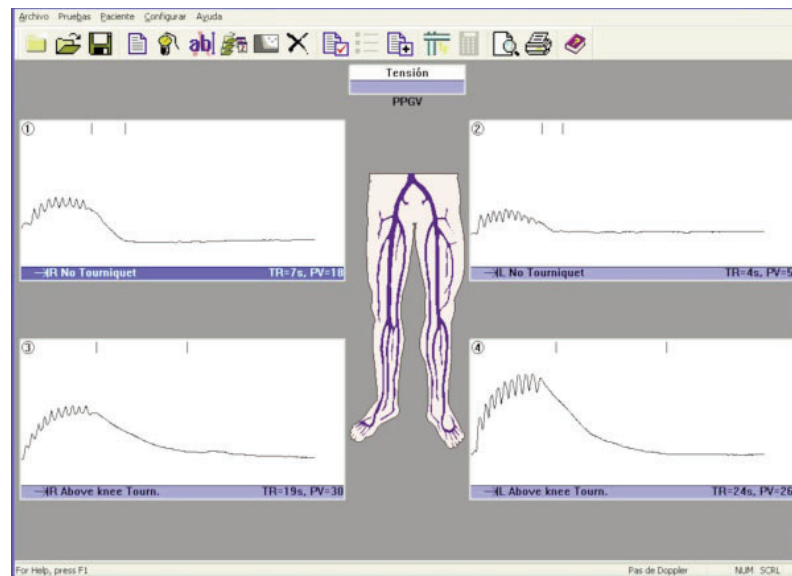 Archivo Pruebas Paciente Configurar Ayuda
ab|
Tensión
PPGV
①
R No Tourniquet TR=7s, PV=18
②
L No Tourniquet TR=4s, PV=5
③
R Above knee Tourn. TR=19s, PV=30
④
L Above knee Tourn. TR=24s, PV=26
For Help, press F1 Pas de Doppler NUM SCRL